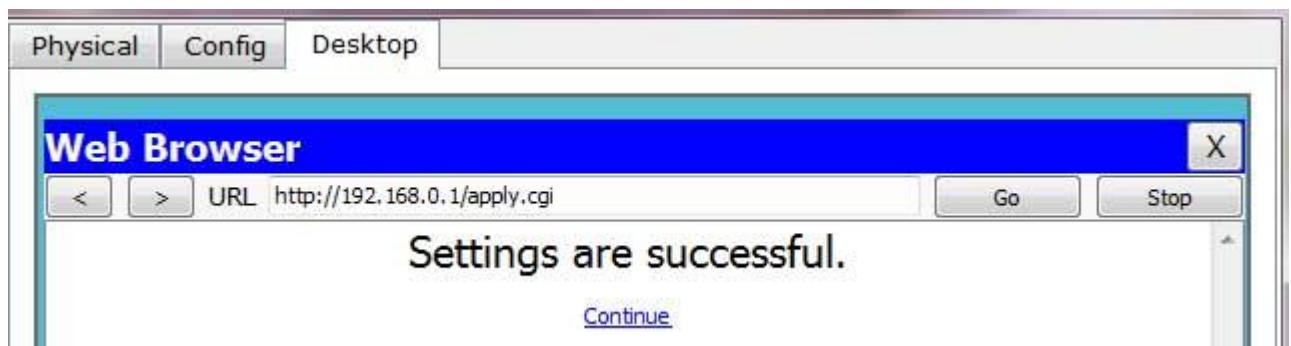 Physical Config Desktop
Web Browser X
< > URL http://192.168.0.1/apply.cgi Go Stop
Settings are successful.
Continue